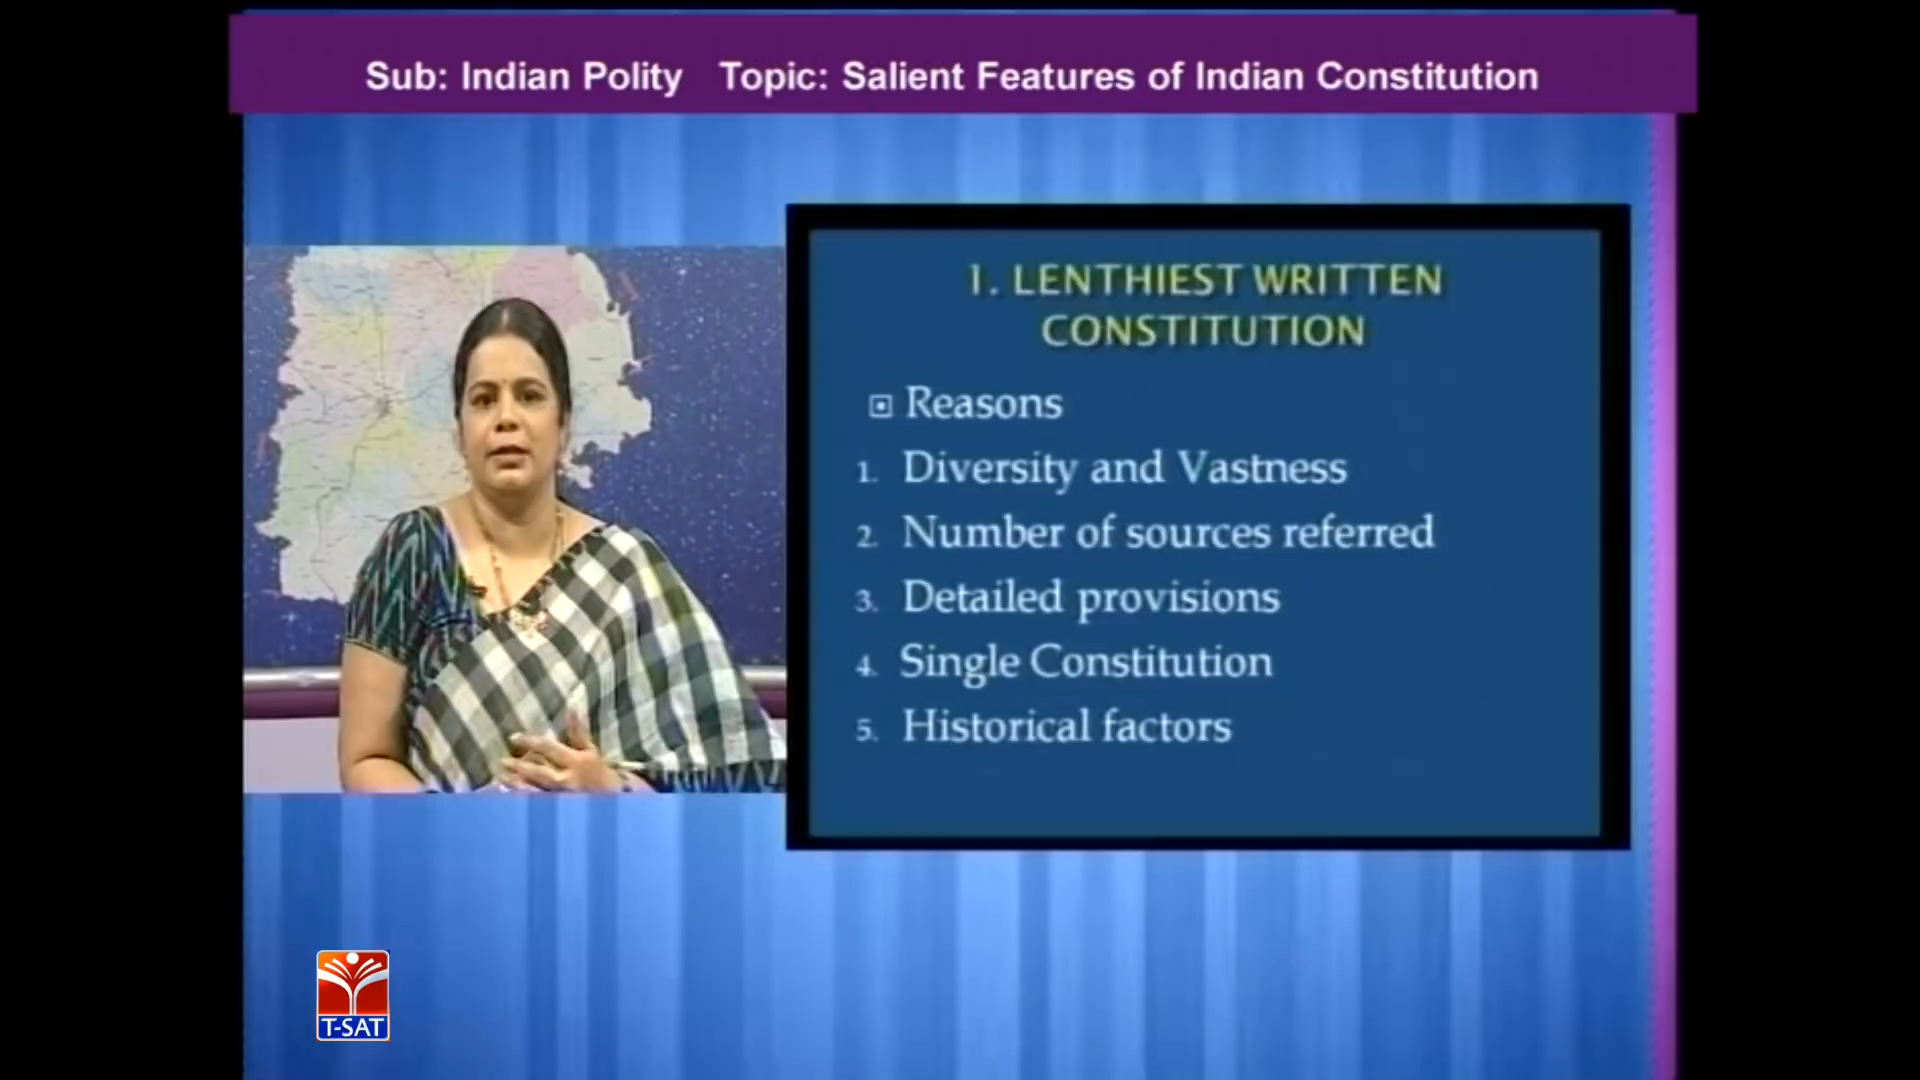 Sub: Indian Polity Topic: Salient Features of Indian Constitution
1. LENTHIEST WRITTEN
CONSTITUTION
Reasons
1. Diversity and Vastness
2. Number of sources referred
3. Detailed provisions
4. Single Constitution
5. Historical factors
T-SAT